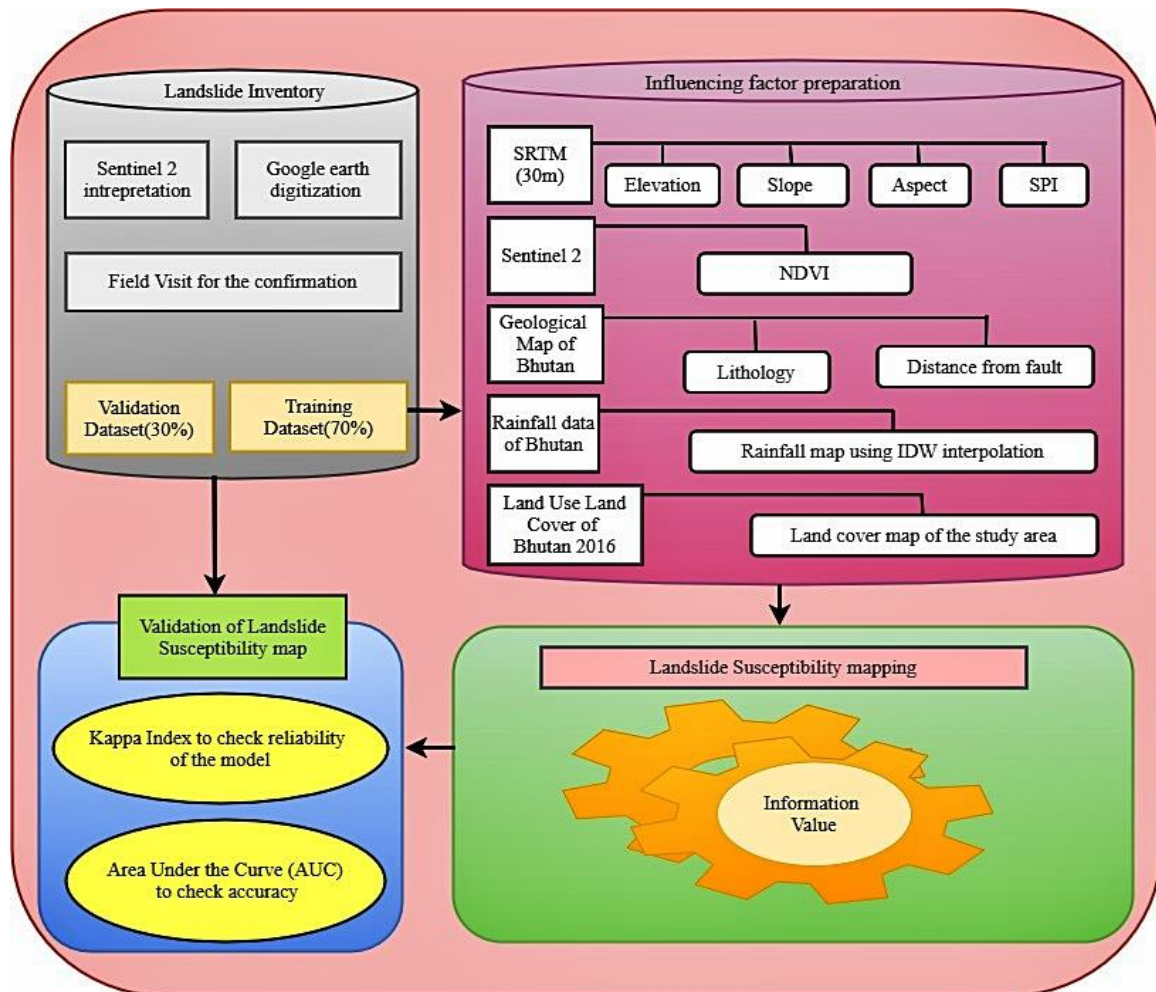 Landslide Inventory
Sentinel 2
intrepretation
Google earth
digitization
Field Visit for the confirmation
Validation
Dataset(30%)
Training
Dataset(70%)
Influencing factor preparation
SRTM
(30m)
Elevation
Slope
Aspect
SPI
Sentinel 2
NDVI
Geological
Map of
Bhutan
Lithology
Distance from fault
Rainfall data
of Bhutan
Rainfall map using IDW interpolation
Land Use Land
Cover of
Bhutan 2016
Land cover map of the study area
Validation of Landslide
Susceptibility map
Kappa Index to check reliability
of the model
Area Under the Curve (AUC)
to check accuracy
Landslide Susceptibility mapping
Information
Value